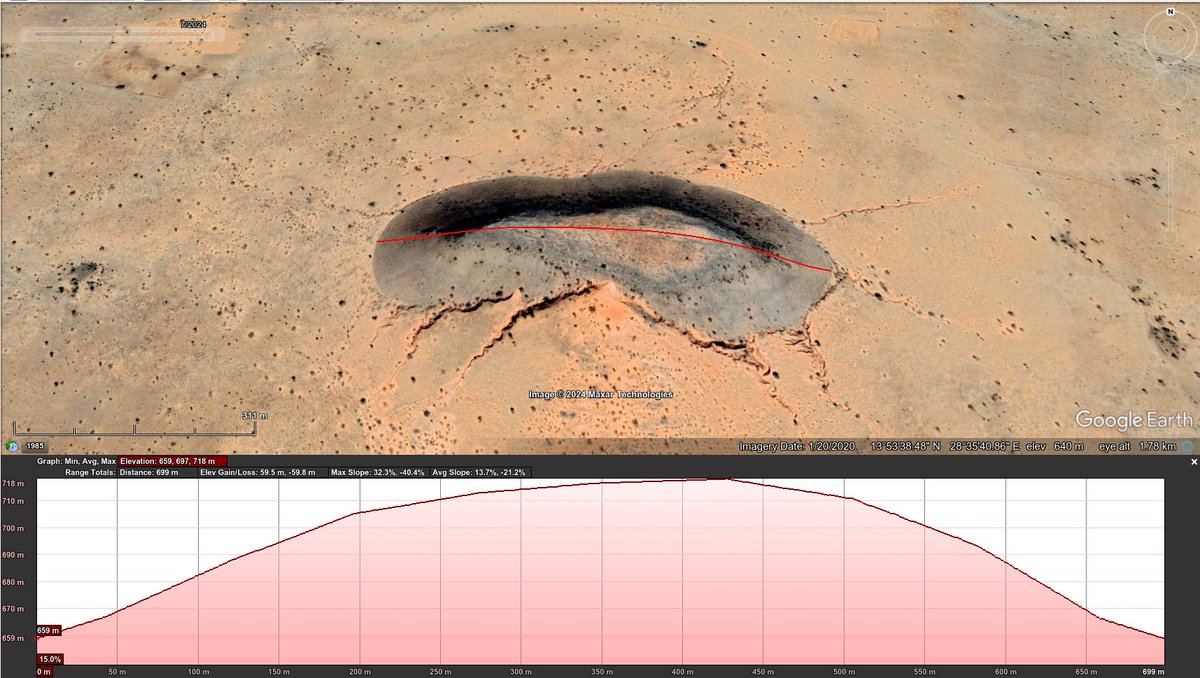 7/2024
N
Image © 2024 Maxar Technologies
311 m
Google Earth
1985
Imagery Date: 1/20/2020 13°53'38.48" N 28°35'40.86" E elev 640 m eye alt 1.78 km
Graph: Min, Avg, Max Elevation: 659, 697, 718 m
Range Totals: Distance: 699 m Elev Gain/Loss: 59.5 m, -59.8 m Max Slope: 32.3%, -40.4% Avg Slope: 13.7%, -21.2%
718 m
710 m
700 m
690 m
680 m
670 m
659 m
659 m
15.0%
0 m 50 m 100 m 150 m 200 m 250 m 300 m 350 m 400 m 450 m 500 m 550 m 600 m 650 m 699 m